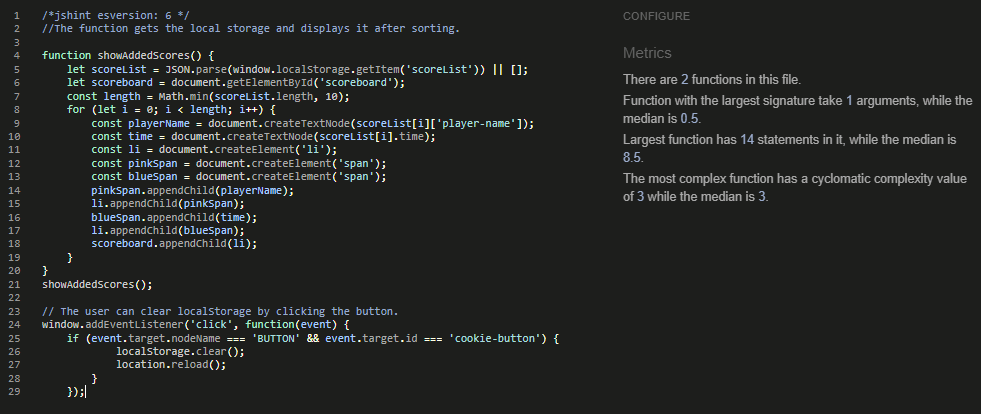 1 /*jshint esversion: 6 */
2 //The function gets the local storage and displays it after sorting.
3
4 function showAddedScores() {
5 let scoreList = JSON.parse(window.localStorage.getItem('scoreList')) || [];
6 let scoreboard = document.getElementById('scoreboard');
7 const length = Math.min(scoreList.length, 10);
8 for (let i = 0; i < length; i++) {
9 const playerName = document.createTextNode(scoreList[i]['player-name']);
10 const time = document.createTextNode(scoreList[i].time);
11 const li = document.createElement('li');
12 const pinkSpan = document.createElement('span');
13 const blueSpan = document.createElement('span');
14 pinkSpan.appendChild(playerName);
15 li.appendChild(pinkSpan);
16 blueSpan.appendChild(time);
17 li.appendChild(blueSpan);
18 scoreboard.appendChild(li);
19 }
20 }
21 showAddedScores();
22
23 // The user can clear localStorage by clicking the button.
24 window.addEventListener('click', function(event) {
25 if (event.target.nodeName === 'BUTTON' && event.target.id === 'cookie-button') {
26 localStorage.clear();
27 location.reload();
28 }
29 });
CONFIGURE
Metrics
There are 2 functions in this file.
Function with the largest signature take 1 arguments, while the
median is 0.5.
Largest function has 14 statements in it, while the median is
8.5.
The most complex function has a cyclomatic complexity value
of 3 while the median is 3.